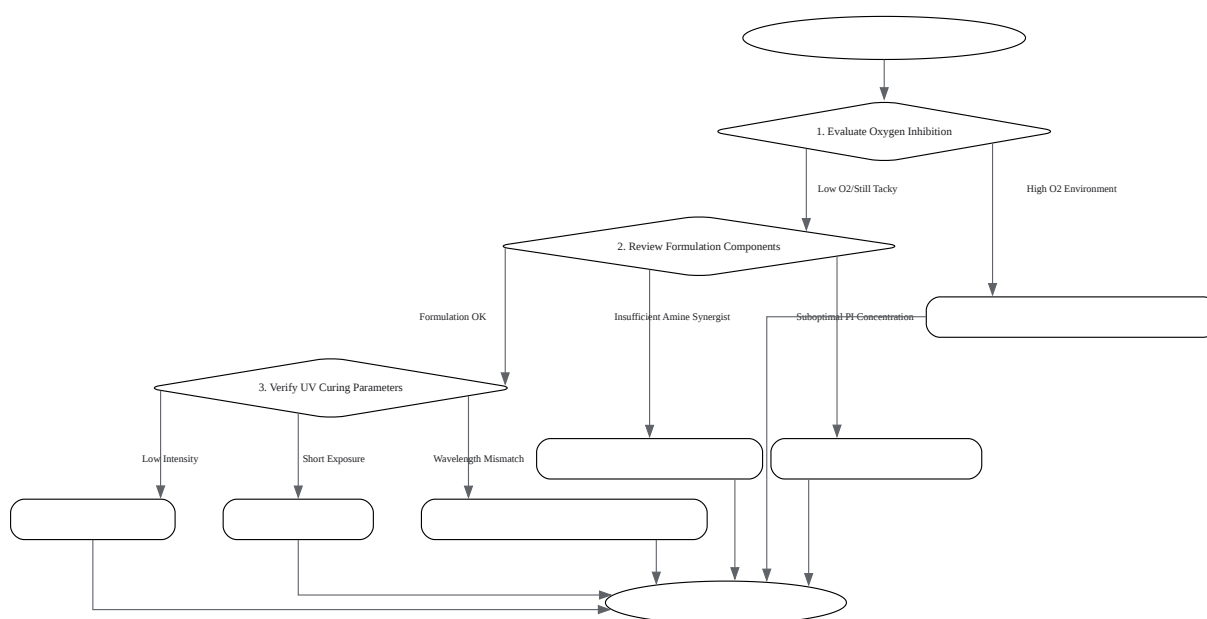 1. Evaluate Oxygen Inhibition
Low O2/Still Tacky
High O2 Environment
2. Review Formulation Components
Formulation OK
Insufficient Amine Synergist
Suboptimal PI Concentration
3. Verify UV Curing Parameters
Low Intensity
Short Exposure
Wavelength Mismatch